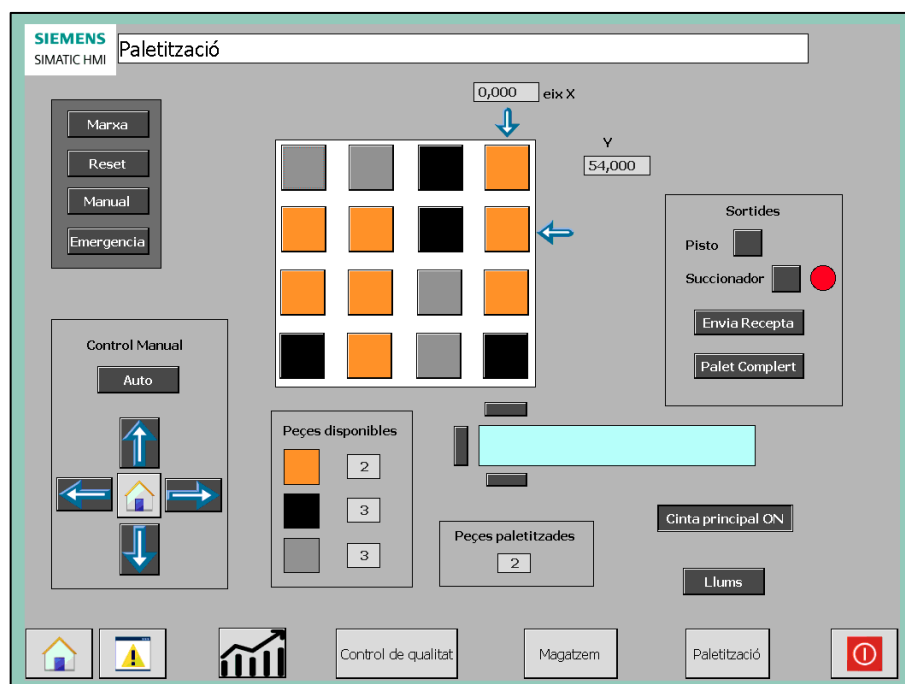 SIEMENS
SIMATIC HMI
Paletització
0,000 eix X
Marxa
Reset
Manual
Emergencia
Y
54,000
Sortides
Pisto
Succionador
Envia Recepta
Palet Complert
Control Manual
Auto
Peçes disponibles
2
3
3
Peçes paletitzades
2
Cinta principal ON
Llums
Control de qualitat
Magatzem
Paletització